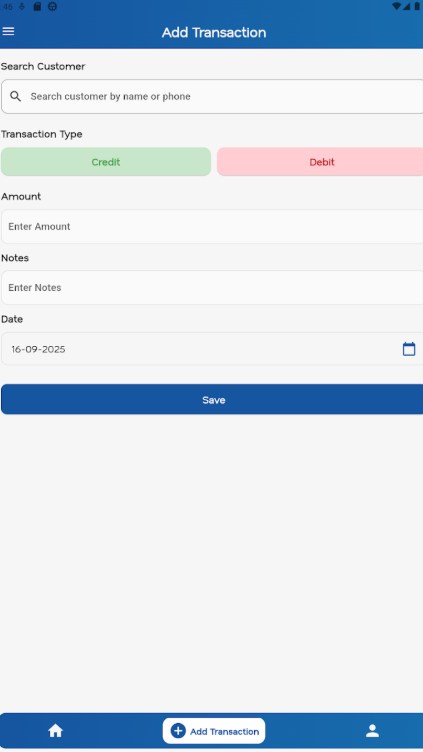 Add Transaction
Search Customer
Search customer by name or phone
Transaction Type
Credit
Debit
Amount
Enter Amount
Notes
Enter Notes
Date
16-09-2025
Save
Add Transaction